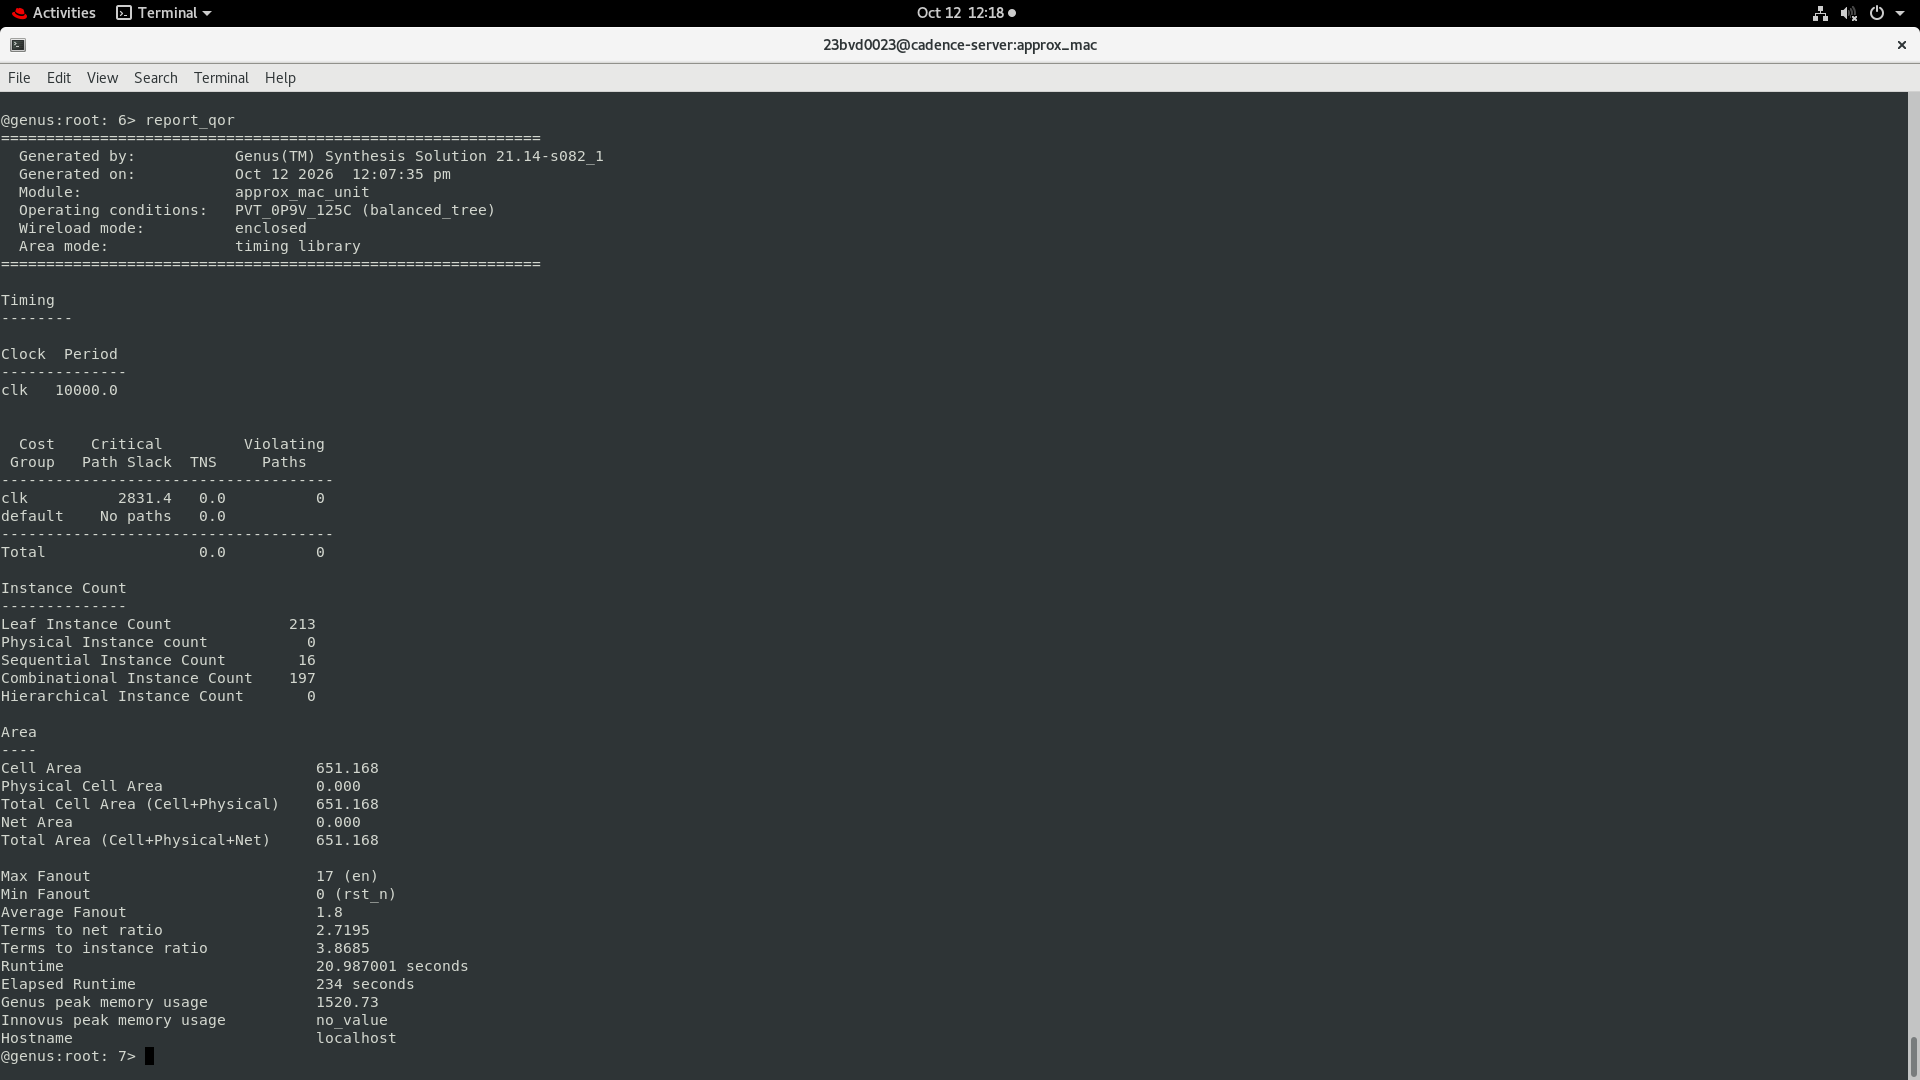 Activities Terminal Oct 12 12:18
23bvd0023@cadence-server:approx_mac
File Edit View Search Terminal Help
@genus:root: 6> report_qor
============================================================
  Generated by:           Genus(TM) Synthesis Solution 21.14-s082_1
  Generated on:           Oct 12 2026  12:07:35 pm
  Module:                 approx_mac_unit
  Operating conditions:   PVT_0P9V_125C (balanced_tree)
  Wireload mode:          enclosed
  Area mode:              timing library
============================================================
Timing
--------
Clock  Period
--------------
clk   10000.0
  Cost    Critical         Violating
 Group   Path Slack  TNS     Paths
-------------------------------------
clk          2831.4   0.0          0
default    No paths   0.0
-------------------------------------
Total                 0.0          0
Instance Count
--------------
Leaf Instance Count             213
Physical Instance count           0
Sequential Instance Count        16
Combinational Instance Count    197
Hierarchical Instance Count       0
Area
----
Cell Area                          651.168
Physical Cell Area                 0.000
Total Cell Area (Cell+Physical)    651.168
Net Area                           0.000
Total Area (Cell+Physical+Net)     651.168
Max Fanout                         17 (en)
Min Fanout                         0 (rst_n)
Average Fanout                     1.8
Terms to net ratio                 2.7195
Terms to instance ratio            3.8685
Runtime                            20.987001 seconds
Elapsed Runtime                    234 seconds
Genus peak memory usage            1520.73
Innovus peak memory usage          no_value
Hostname                           localhost
@genus:root: 7>